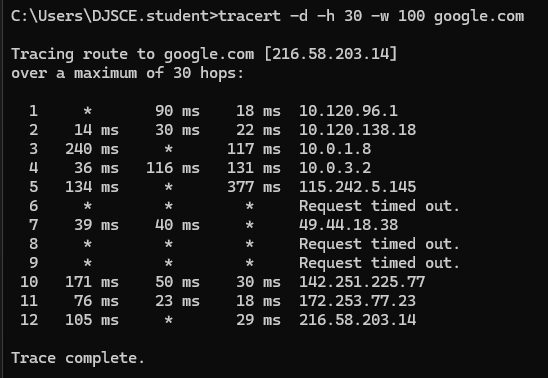 C:\Users\DJSCE.student>tracert -d -h 30 -w 100 google.com
Tracing route to google.com [216.58.203.14]
over a maximum of 30 hops:
1 * 90 ms 18 ms 10.120.96.1
2 14 ms 30 ms 22 ms 10.120.138.18
3 240 ms * 117 ms 10.0.1.8
4 36 ms 116 ms 131 ms 10.0.3.2
5 134 ms * 377 ms 115.242.5.145
6 * * * Request timed out.
7 39 ms 40 ms * 49.44.18.38
8 * * * Request timed out.
9 * * * Request timed out.
10 171 ms 50 ms 30 ms 142.251.225.77
11 76 ms 23 ms 18 ms 172.253.77.23
12 105 ms * 29 ms 216.58.203.14
Trace complete.